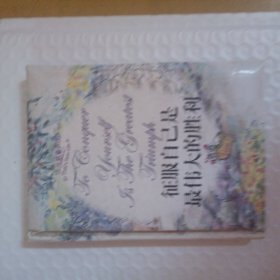 To Conquer
Yourself
Is The Greatest
Triumph
征服自己是
最伟大的胜利